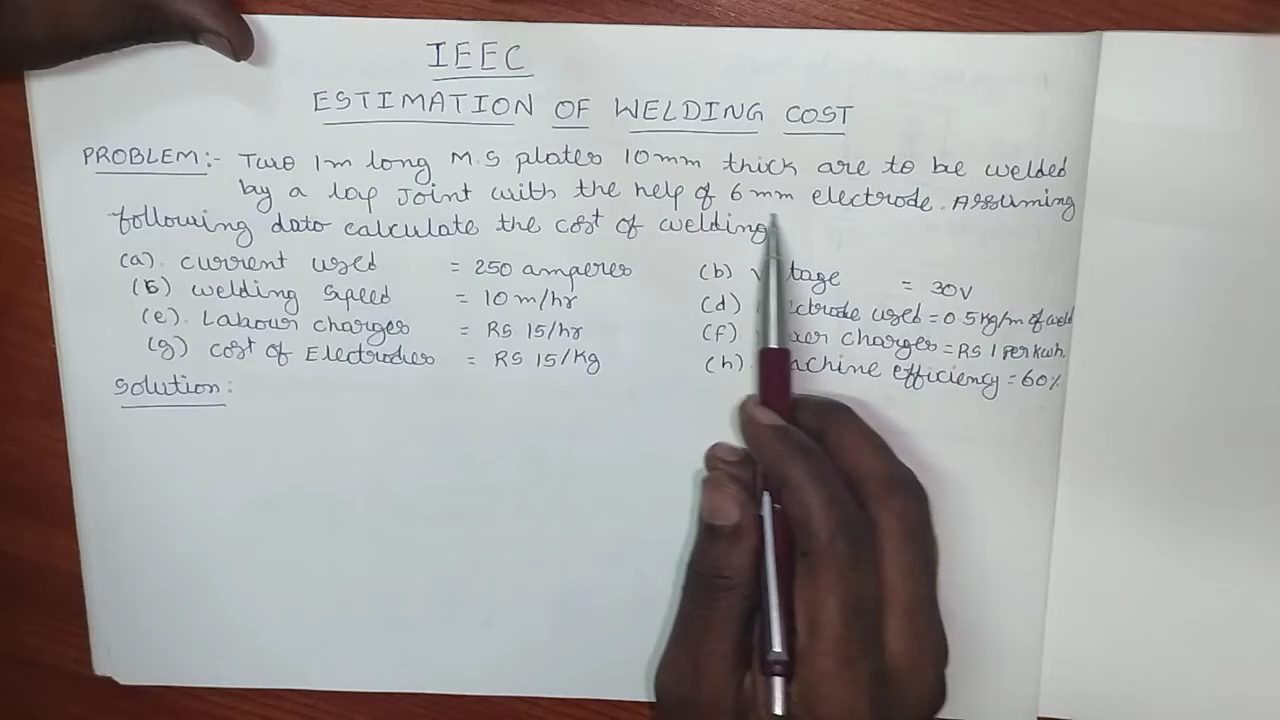 IEEC
ESTIMATION OF WELDING COST
PROBLEM:- Two 1m long M.S. plates 10mm thick are to be welded
by a lap Joint with the help of 6mm electrode. Assuming
following data calculate the cost of welding
(a). current used = 250 amperes (b) tage = 30V
(6) welding speed = 10 m/hr (d) ctrode used = 0 5kg/m of weld
(e). Labour charges = RS 15/hr (f) er charges = RS 1 per kwh.
(g) cost of Electrodes = RS 15/kg (h). achine efficiency = 60%
Solution: